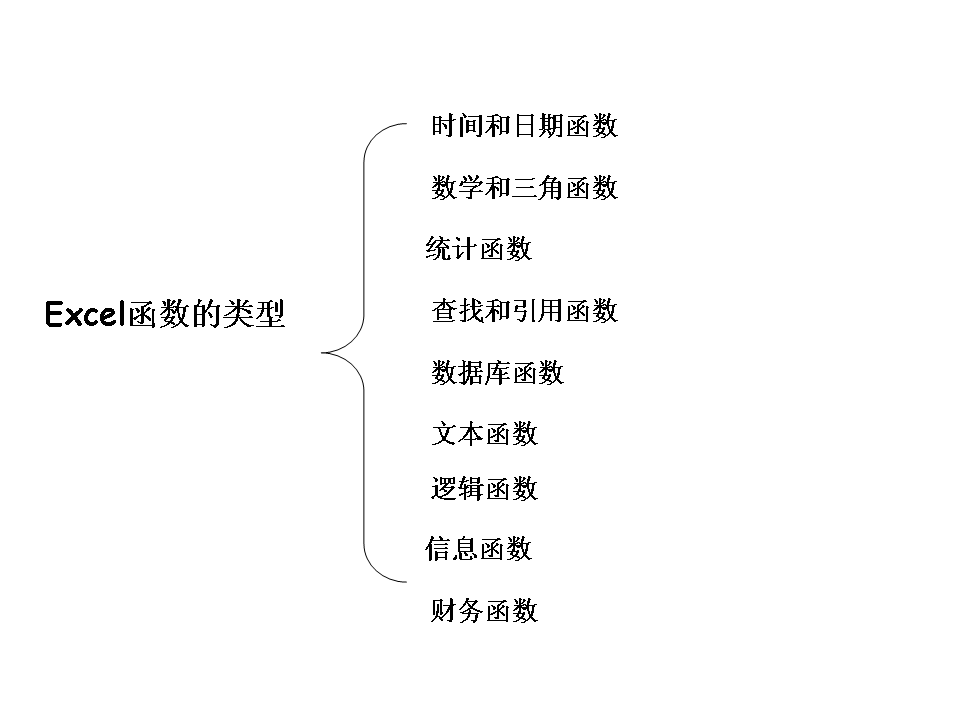 Excel函数的类型
时间和日期函数
数学和三角函数
统计函数
查找和引用函数
数据库函数
文本函数
逻辑函数
信息函数
财务函数